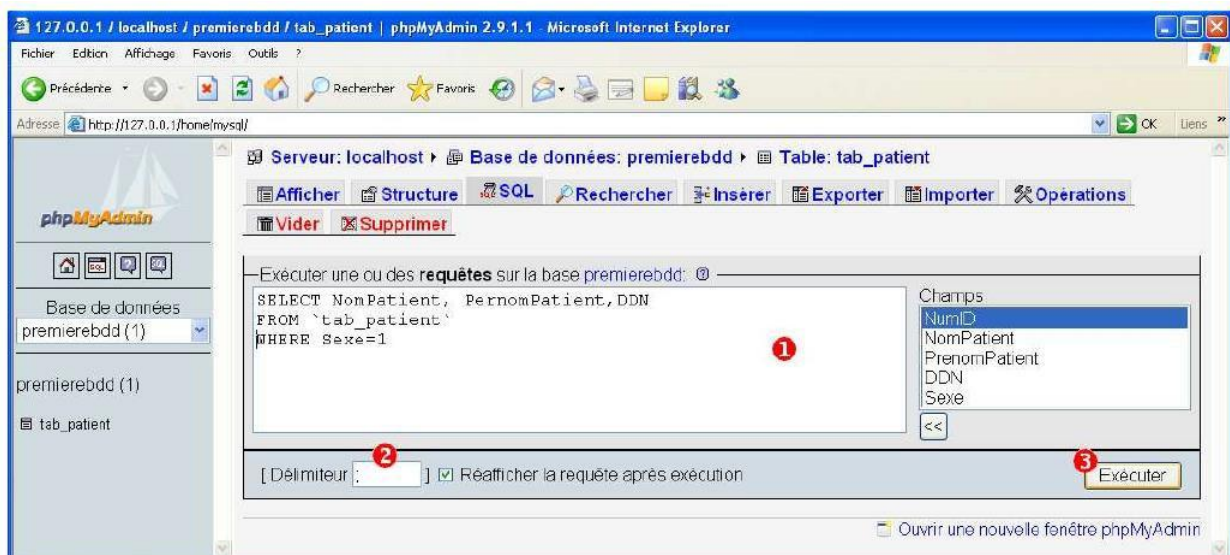 127.0.0.1 / localhost / premierebdd / tab_patient | phpMyAdmin 2.9.1.1 - Microsoft Internet Explorer
Fichier Edition Affichage Favoris Outils ?
Précédente Rechercher Favoris
Adresse http://127.0.0.1/home/mysql/ OK Liens »
phpMyAdmin
Base de données
premierebdd (1)
premierebdd (1)
tab_patient
Serveur: localhost Base de données: premierebdd Table: tab_patient
Afficher Structure SQL Rechercher Insérer Exporter Importer Opérations
Vider Supprimer
Exécuter une ou des requêtes sur la base premierebdd:
SELECT NomPatient, PernomPatient,DDN
FROM `tab_patient`
WHERE Sexe=1
1
Champs
NumID
NomPatient
PrenomPatient
DDN
Sexe
<<
2
[ Délimiteur ; ] Réafficher la requête après exécution
3
Exécuter
Ouvrir une nouvelle fenêtre phpMyAdmin